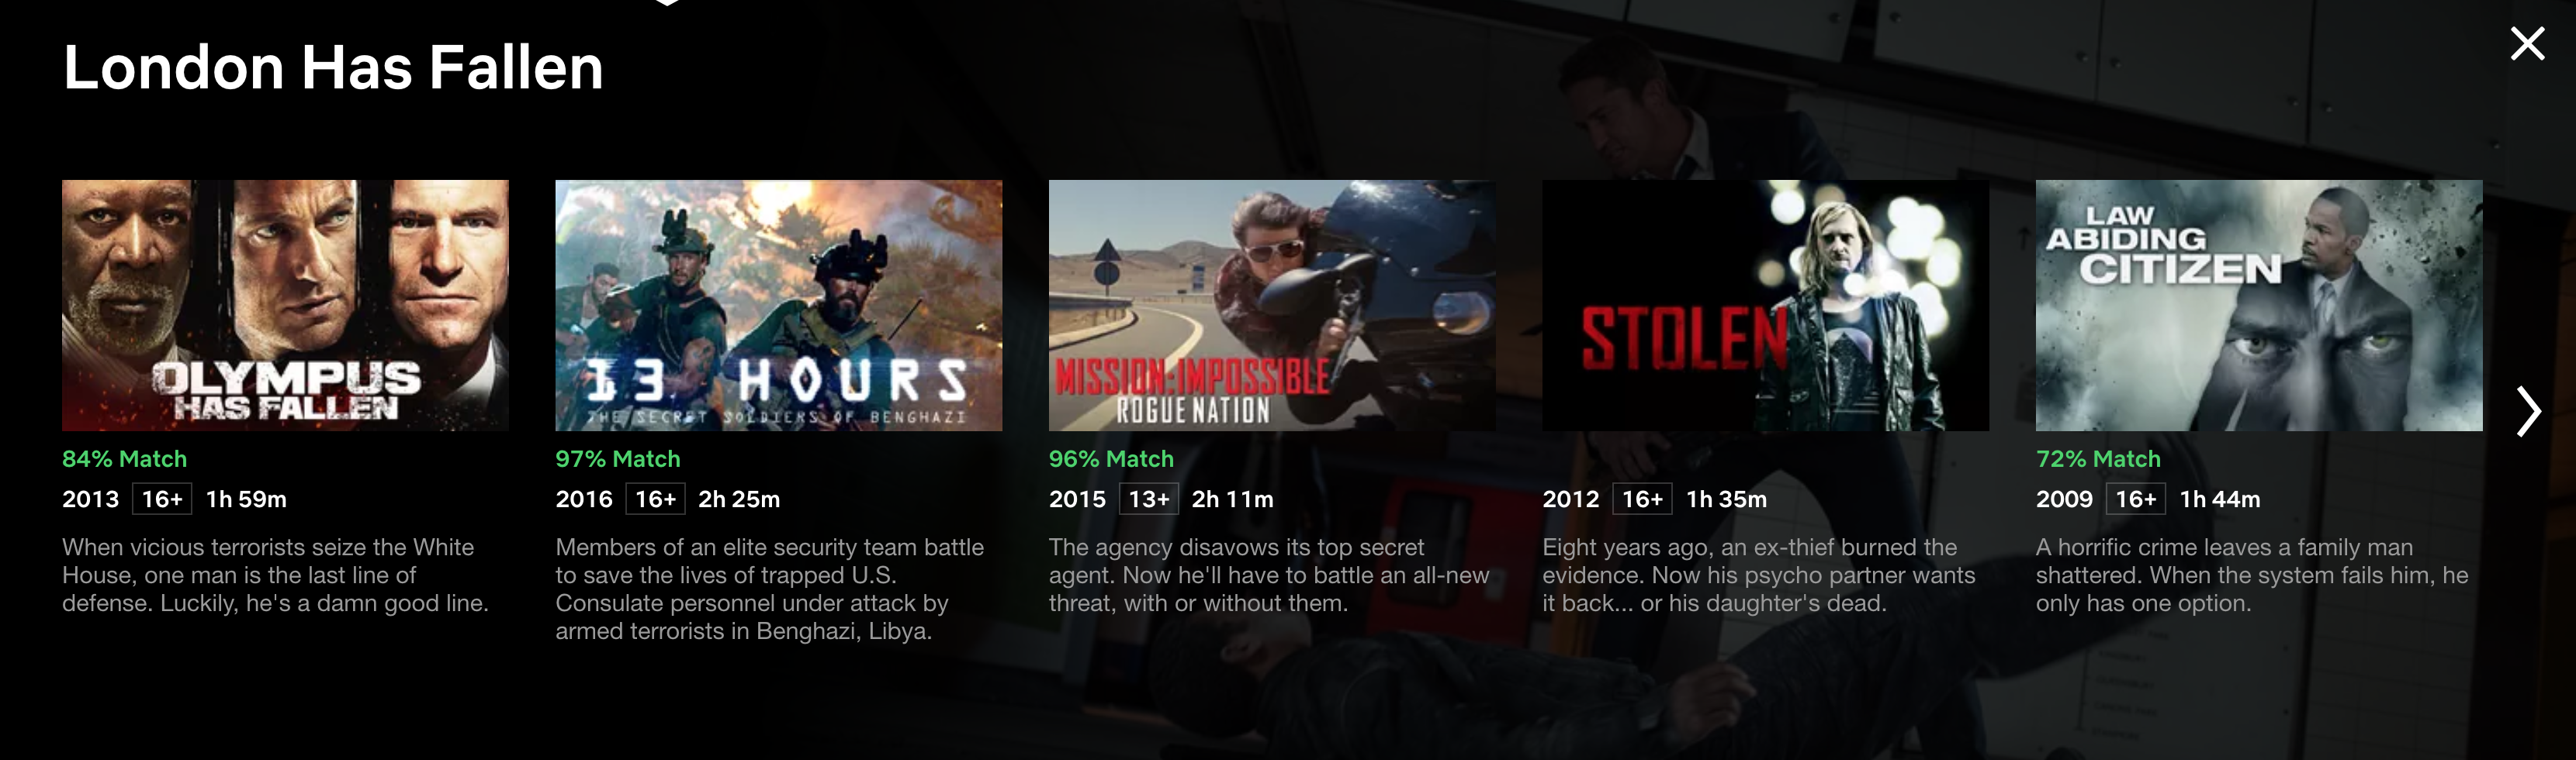 London Has Fallen
OLYMPUS
HAS FALLEN
84% Match
2013 16+ 1h 59m
When vicious terrorists seize the White
House, one man is the last line of
defense. Luckily, he's a damn good line.
13 HOURS
THE SECRET SOLDIERS OF BENGHAZI
97% Match
2016 16+ 2h 25m
Members of an elite security team battle
to save the lives of trapped U.S.
Consulate personnel under attack by
armed terrorists in Benghazi, Libya.
MISSION:IMPOSSIBLE
ROGUE NATION
96% Match
2015 13+ 2h 11m
The agency disavows its top secret
agent. Now he'll have to battle an all-new
threat, with or without them.
STOLEN
2012 16+ 1h 35m
Eight years ago, an ex-thief burned the
evidence. Now his psycho partner wants
it back... or his daughter's dead.
LAW
ABIDING
CITIZEN
72% Match
2009 16+ 1h 44m
A horrific crime leaves a family man
shattered. When the system fails him, he
only has one option.